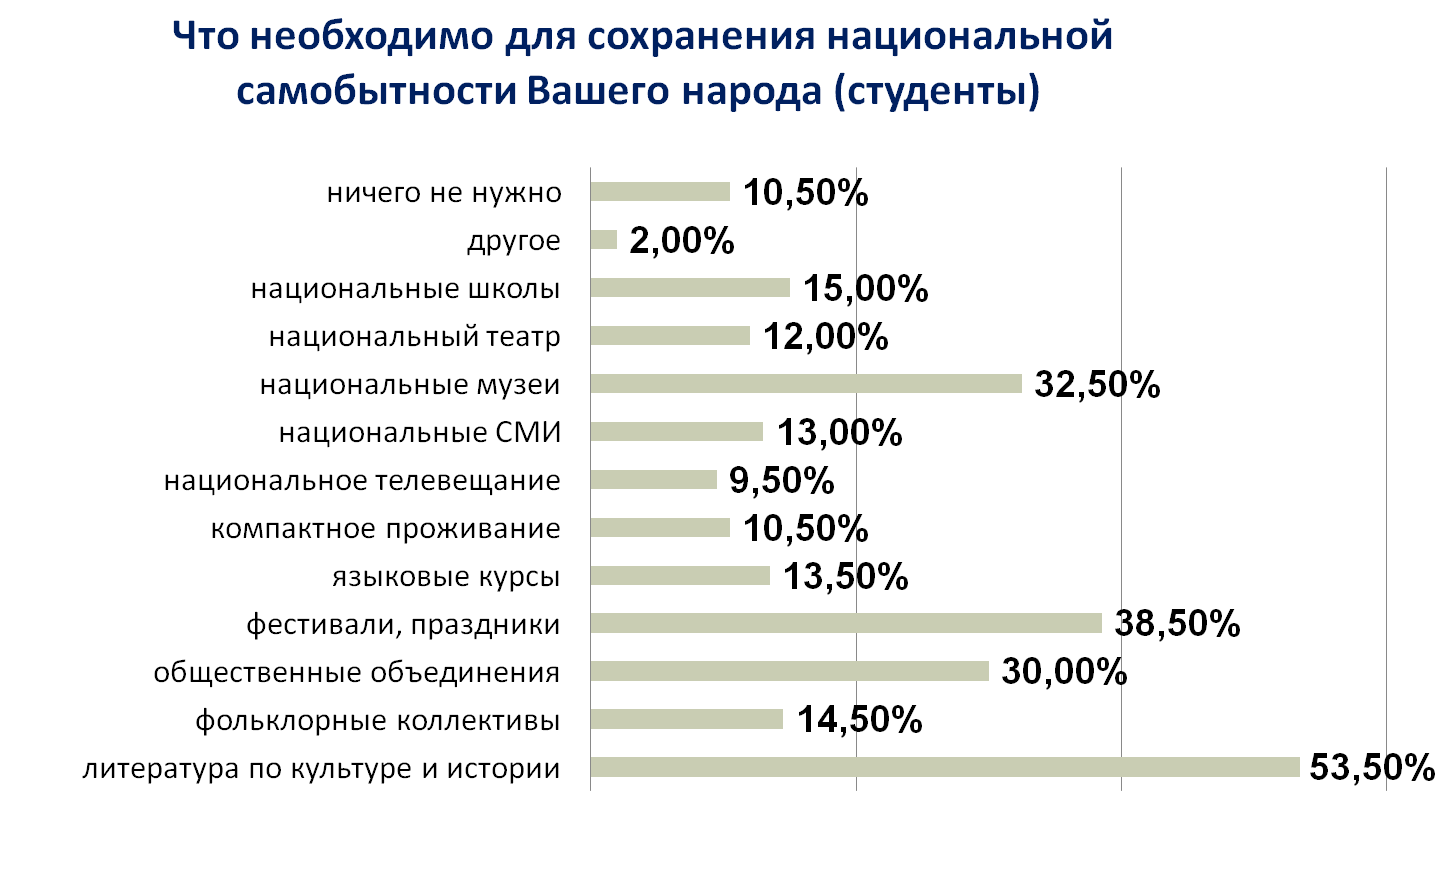 Что необходимо для сохранения национальной
самобытности Вашего народа (студенты)
ничего не нужно 10,50%
другое 2,00%
национальные школы 15,00%
национальный театр 12,00%
национальные музеи 32,50%
национальные СМИ 13,00%
национальное телевещание 9,50%
компактное проживание 10,50%
языковые курсы 13,50%
фестивали, праздники 38,50%
общественные объединения 30,00%
фольклорные коллективы 14,50%
литература по культуре и истории 53,50%